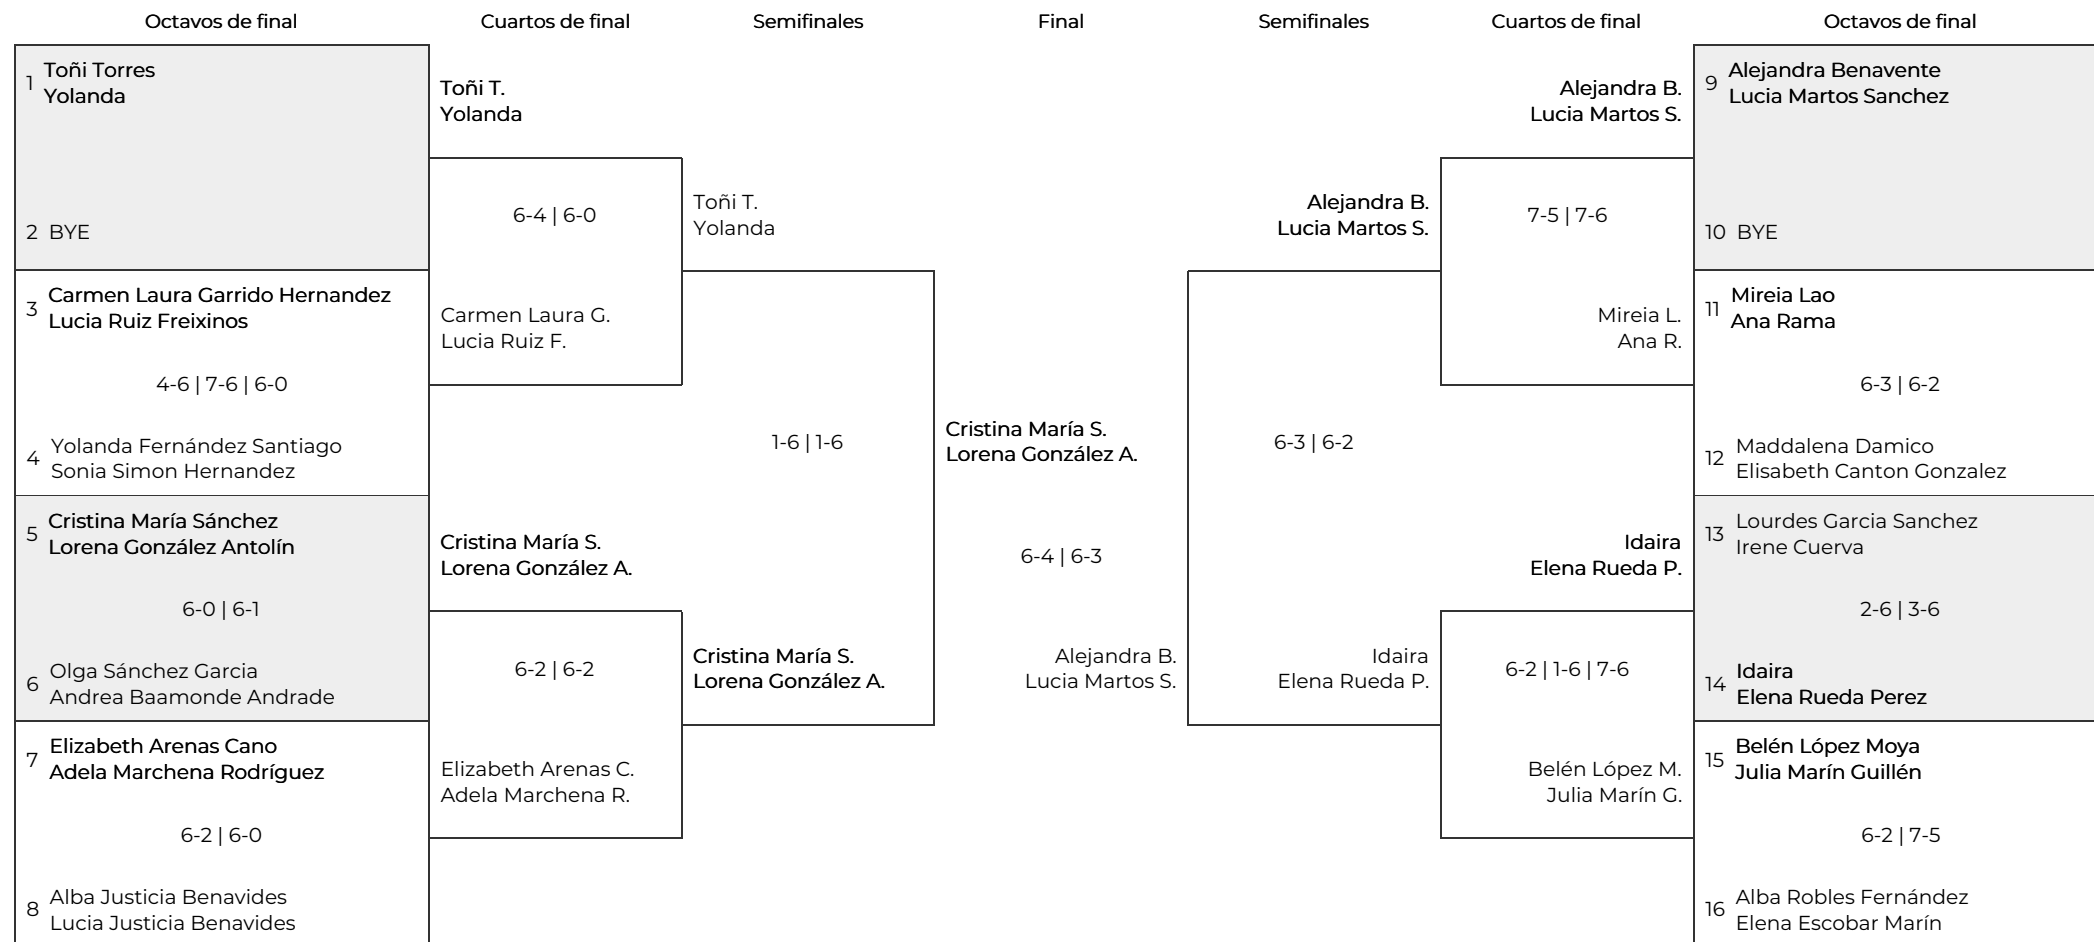 Octavos de final
Cuartos de final
Semifinales
Final
Semifinales
Cuartos de final
Octavos de final
1 Toñi Torres
Yolanda
2 BYE
3 Carmen Laura Garrido Hernandez
Lucia Ruiz Freixinos
4-6 | 7-6 | 6-0
4 Yolanda Fernández Santiago
Sonia Simon Hernandez
5 Cristina María Sánchez
Lorena González Antolín
6-0 | 6-1
6 Olga Sánchez Garcia
Andrea Baamonde Andrade
7 Elizabeth Arenas Cano
Adela Marchena Rodríguez
6-2 | 6-0
8 Alba Justicia Benavides
Lucia Justicia Benavides
Toñi T.
Yolanda
6-4 | 6-0
Carmen Laura G.
Lucia Ruiz F.
Cristina María S.
Lorena González A.
6-2 | 6-2
Elizabeth Arenas C.
Adela Marchena R.
Toñi T.
Yolanda
1-6 | 1-6
Cristina María S.
Lorena González A.
Cristina María S.
Lorena González A.
6-4 | 6-3
Alejandra B.
Lucia Martos S.
Alejandra B.
Lucia Martos S.
6-3 | 6-2
Idaira
Elena Rueda P.
Alejandra B.
Lucia Martos S.
7-5 | 7-6
Mireia L.
Ana R.
Idaira
Elena Rueda P.
6-2 | 1-6 | 7-6
Belén López M.
Julia Marín G.
9 Alejandra Benavente
Lucia Martos Sanchez
10 BYE
11 Mireia Lao
Ana Rama
6-3 | 6-2
12 Maddalena Damico
Elisabeth Canton Gonzalez
13 Lourdes Garcia Sanchez
Irene Cuerva
2-6 | 3-6
14 Idaira
Elena Rueda Perez
15 Belén López Moya
Julia Marín Guillén
6-2 | 7-5
16 Alba Robles Fernández
Elena Escobar Marín